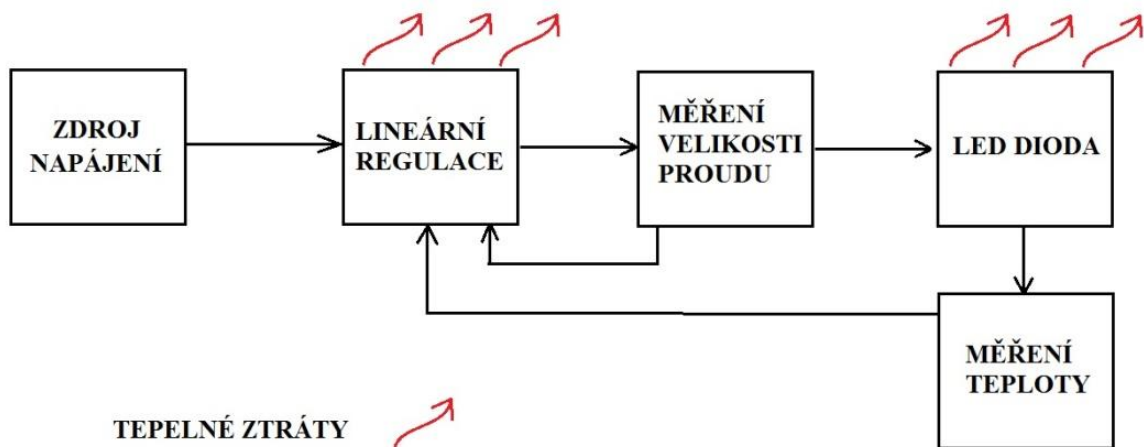 ZDROJ
NAPÁJENÍ
LINEÁRNÍ
REGULACE
MĚŘENÍ
VELIKOSTI
PROUDU
LED DIODA
MĚŘENÍ
TEPLOTY
TEPELNÉ ZTRÁTY